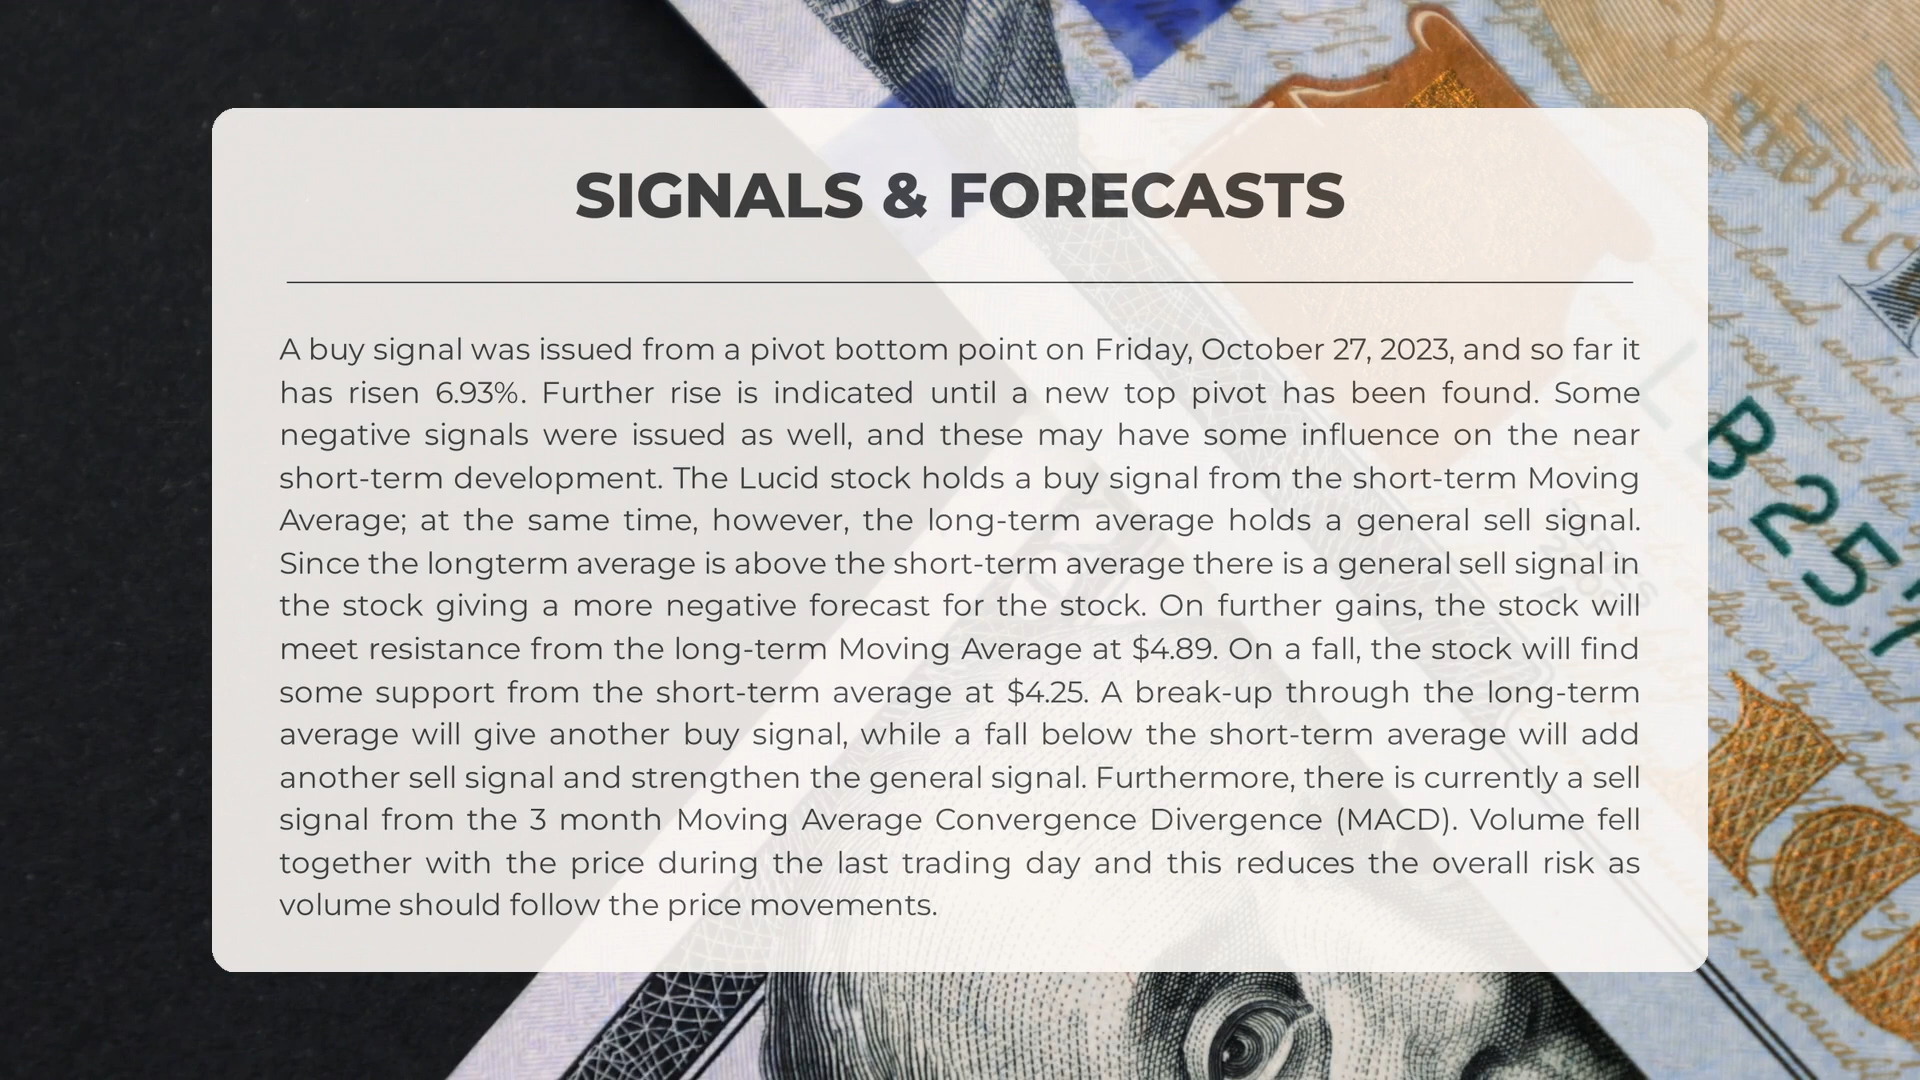 SIGNALS & FORECASTS
A buy signal was issued from a pivot bottom point on Friday, October 27, 2023, and so far it
has risen 6.93%. Further rise is indicated until a new top pivot has been found. Some
negative signals were issued as well, and these may have some influence on the near
short-term development. The Lucid stock holds a buy signal from the short-term Moving
Average; at the same time, however, the long-term average holds a general sell signal.
Since the longterm average is above the short-term average there is a general sell signal in
the stock giving a more negative forecast for the stock. On further gains, the stock will
meet resistance from the long-term Moving Average at $4.89. On a fall, the stock will find
some support from the short-term average at $4.25. A break-up through the long-term
average will give another buy signal, while a fall below the short-term average will add
another sell signal and strengthen the general signal. Furthermore, there is currently a sell
signal from the 3 month Moving Average Convergence Divergence (MACD). Volume fell
together with the price during the last trading day and this reduces the overall risk as
volume should follow the price movements.
LB257